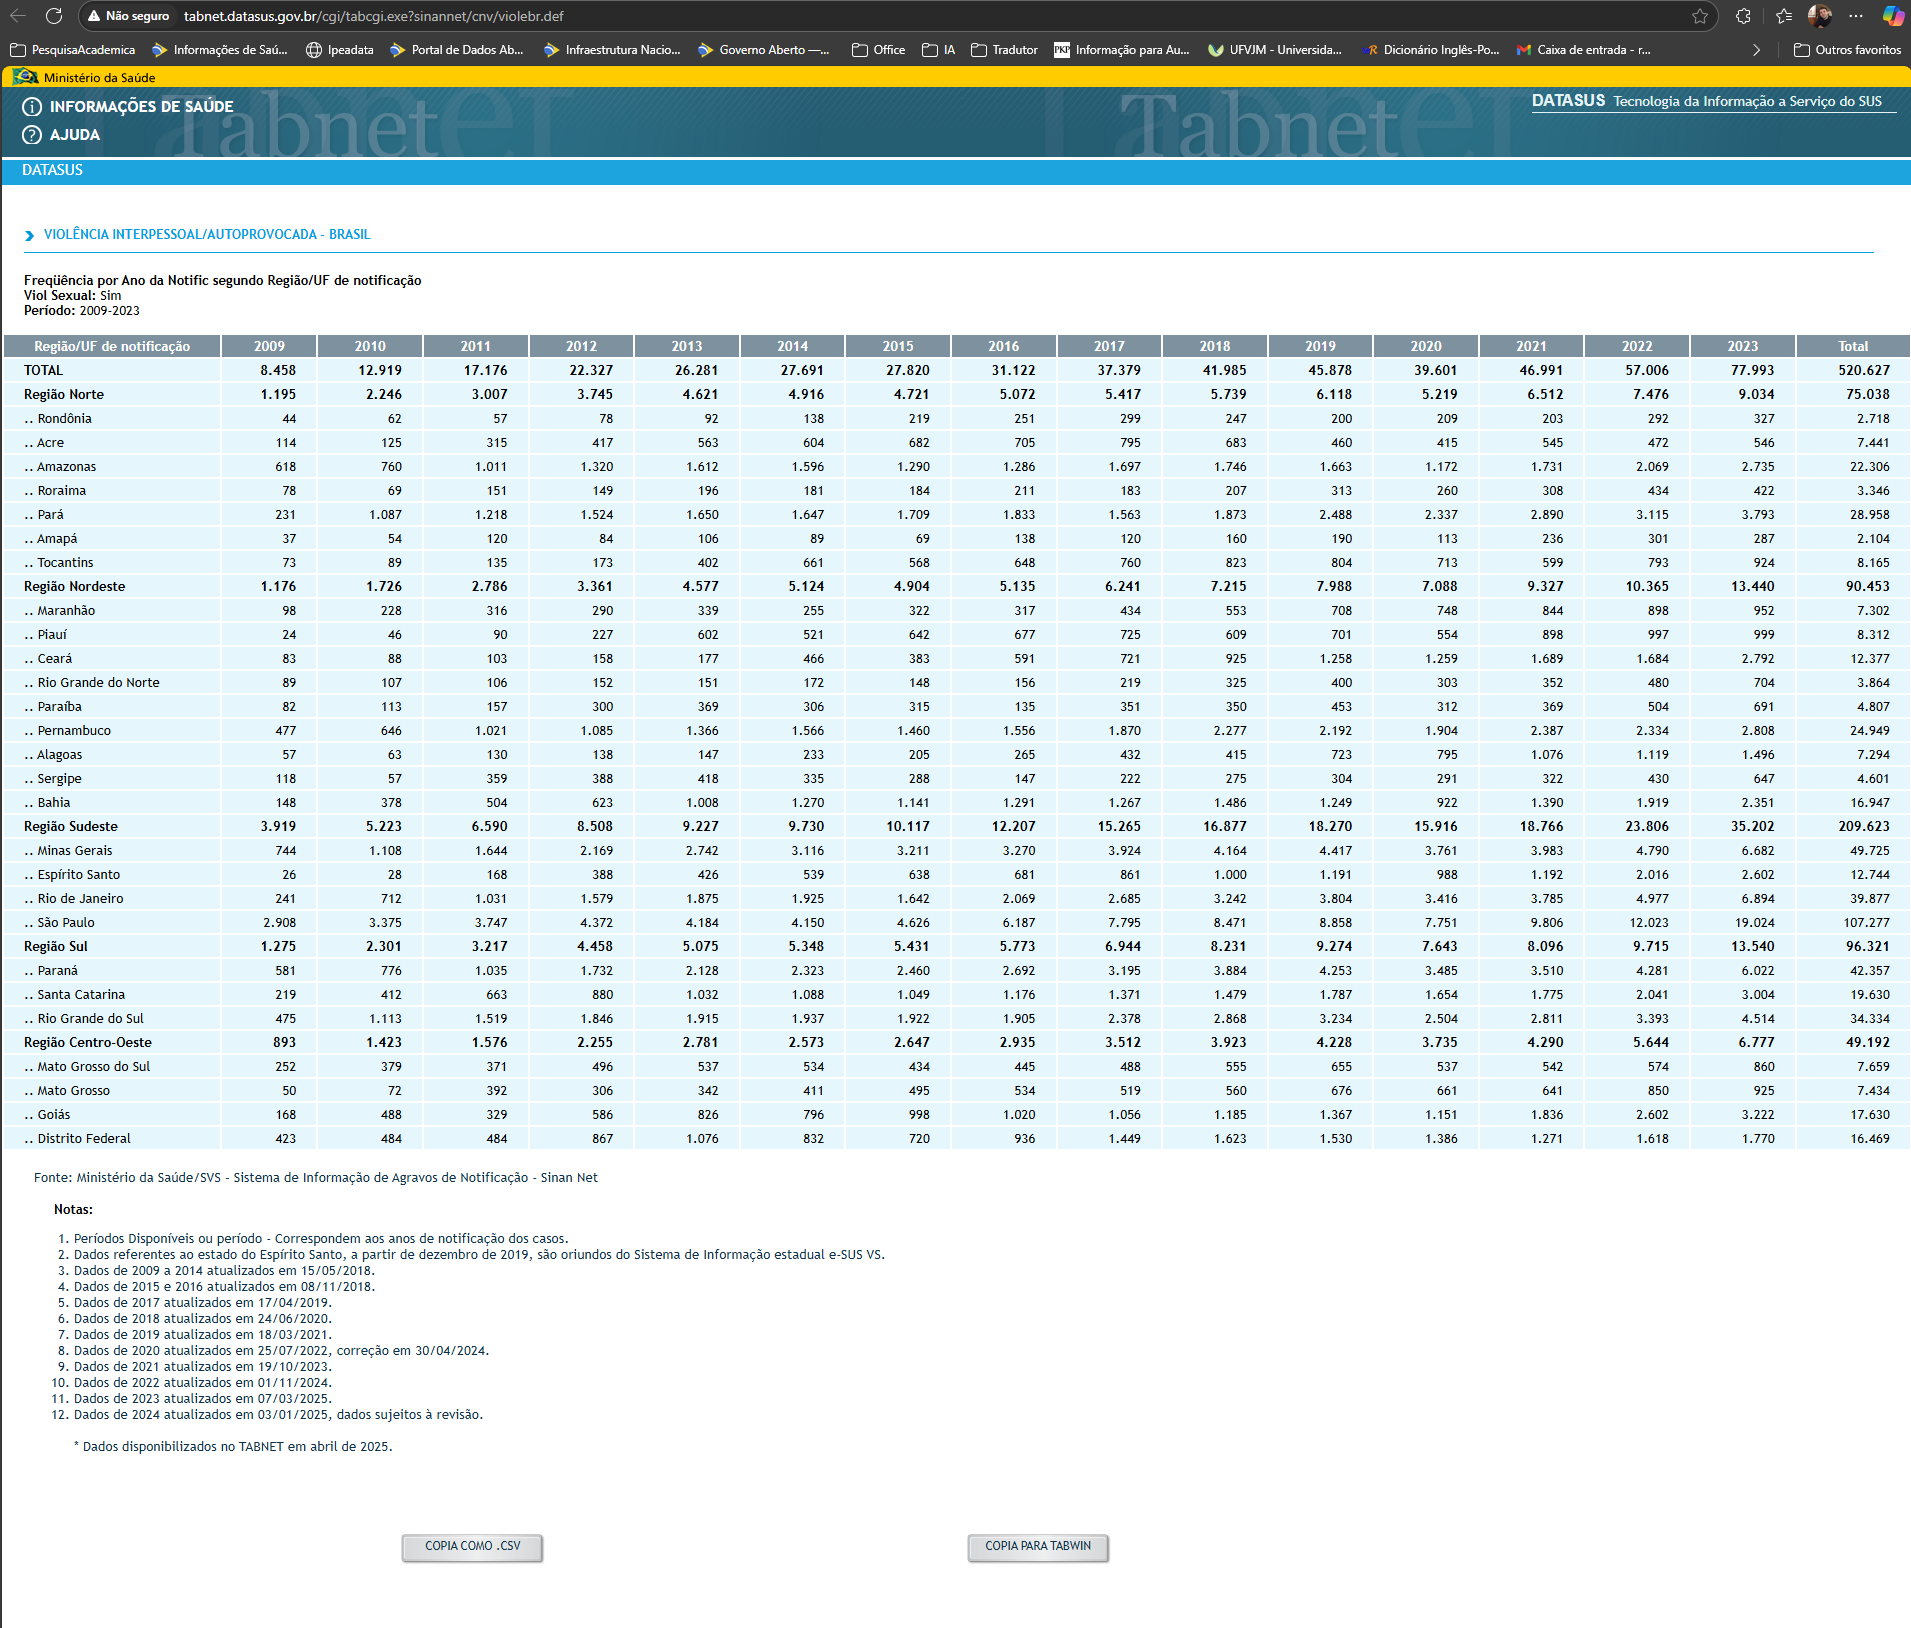 Não seguro tabnet.datasus.gov.br/cgi/tabcgi.exe?sinannet/cnv/violebr.def
PesquisaAcademica Informações de Saú... Ipeadata Portal de Dados Ab... Infraestrutura Nacio... Governo Aberto —... Office IA Tradutor PKP Informação para Au... UFVJM - Universida... Dicionário Inglês-Po... Caixa de entrada - r... Outros favoritos
Ministério da Saúde
INFORMAÇÕES DE SAÚDE
AJUDA
Tabnet Tabnet
DATASUS Tecnologia da Informação a Serviço do SUS
DATASUS
VIOLÊNCIA INTERPESSOAL/AUTOPROVOCADA - BRASIL
Freqüência por Ano da Notific segundo Região/UF de notificação
Viol Sexual: Sim
Período: 2009-2023
Região/UF de notificação 2009 2010 2011 2012 2013 2014 2015 2016 2017 2018 2019 2020 2021 2022 2023 Total
TOTAL 8.458 12.919 17.176 22.327 26.281 27.691 27.820 31.122 37.379 41.985 45.878 39.601 46.991 57.006 77.993 520.627
Região Norte 1.195 2.246 3.007 3.745 4.621 4.916 4.721 5.072 5.417 5.739 6.118 5.219 6.512 7.476 9.034 75.038
.. Rondônia 44 62 57 78 92 138 219 251 299 247 200 209 203 292 327 2.718
.. Acre 114 125 315 417 563 604 682 705 795 683 460 415 545 472 546 7.441
.. Amazonas 618 760 1.011 1.320 1.612 1.596 1.290 1.286 1.697 1.746 1.663 1.172 1.731 2.069 2.735 22.306
.. Roraima 78 69 151 149 196 181 184 211 183 207 313 260 308 434 422 3.346
.. Pará 231 1.087 1.218 1.524 1.650 1.647 1.709 1.833 1.563 1.873 2.488 2.337 2.890 3.115 3.793 28.958
.. Amapá 37 54 120 84 106 89 69 138 120 160 190 113 236 301 287 2.104
.. Tocantins 73 89 135 173 402 661 568 648 760 823 804 713 599 793 924 8.165
Região Nordeste 1.176 1.726 2.786 3.361 4.577 5.124 4.904 5.135 6.241 7.215 7.988 7.088 9.327 10.365 13.440 90.453
.. Maranhão 98 228 316 290 339 255 322 317 434 553 708 748 844 898 952 7.302
.. Piauí 24 46 90 227 602 521 642 677 725 609 701 554 898 997 999 8.312
.. Ceará 83 88 103 158 177 466 383 591 721 925 1.258 1.259 1.689 1.684 2.792 12.377
.. Rio Grande do Norte 89 107 106 152 151 172 148 156 219 325 400 303 352 480 704 3.864
.. Paraíba 82 113 157 300 369 306 315 135 351 350 453 312 369 504 691 4.807
.. Pernambuco 477 646 1.021 1.085 1.366 1.566 1.460 1.556 1.870 2.277 2.192 1.904 2.387 2.334 2.808 24.949
.. Alagoas 57 63 130 138 147 233 205 265 432 415 723 795 1.076 1.119 1.496 7.294
.. Sergipe 118 57 359 388 418 335 288 147 222 275 304 291 322 430 647 4.601
.. Bahia 148 378 504 623 1.008 1.270 1.141 1.291 1.267 1.486 1.249 922 1.390 1.919 2.351 16.947
Região Sudeste 3.919 5.223 6.590 8.508 9.227 9.730 10.117 12.207 15.265 16.877 18.270 15.916 18.766 23.806 35.202 209.623
.. Minas Gerais 744 1.108 1.644 2.169 2.742 3.116 3.211 3.270 3.924 4.164 4.417 3.761 3.983 4.790 6.682 49.725
.. Espírito Santo 26 28 168 388 426 539 638 681 861 1.000 1.191 988 1.192 2.016 2.602 12.744
.. Rio de Janeiro 241 712 1.031 1.579 1.875 1.925 1.642 2.069 2.685 3.242 3.804 3.416 3.785 4.977 6.894 39.877
.. São Paulo 2.908 3.375 3.747 4.372 4.184 4.150 4.626 6.187 7.795 8.471 8.858 7.751 9.806 12.023 19.024 107.277
Região Sul 1.275 2.301 3.217 4.458 5.075 5.348 5.431 5.773 6.944 8.231 9.274 7.643 8.096 9.715 13.540 96.321
.. Paraná 581 776 1.035 1.732 2.128 2.323 2.460 2.692 3.195 3.884 4.253 3.485 3.510 4.281 6.022 42.357
.. Santa Catarina 219 412 663 880 1.032 1.088 1.049 1.176 1.371 1.479 1.787 1.654 1.775 2.041 3.004 19.630
.. Rio Grande do Sul 475 1.113 1.519 1.846 1.915 1.937 1.922 1.905 2.378 2.868 3.234 2.504 2.811 3.393 4.514 34.334
Região Centro-Oeste 893 1.423 1.576 2.255 2.781 2.573 2.647 2.935 3.512 3.923 4.228 3.735 4.290 5.644 6.777 49.192
.. Mato Grosso do Sul 252 379 371 496 537 534 434 445 488 555 655 537 542 574 860 7.659
.. Mato Grosso 50 72 392 306 342 411 495 534 519 560 676 661 641 850 925 7.434
.. Goiás 168 488 329 586 826 796 998 1.020 1.056 1.185 1.367 1.151 1.836 2.602 3.222 17.630
.. Distrito Federal 423 484 484 867 1.076 832 720 936 1.449 1.623 1.530 1.386 1.271 1.618 1.770 16.469
Fonte: Ministério da Saúde/SVS - Sistema de Informação de Agravos de Notificação - Sinan Net
Notas:
1. Períodos Disponíveis ou período - Correspondem aos anos de notificação dos casos.
2. Dados referentes ao estado do Espírito Santo, a partir de dezembro de 2019, são oriundos do Sistema de Informação estadual e-SUS VS.
3. Dados de 2009 a 2014 atualizados em 15/05/2018.
4. Dados de 2015 e 2016 atualizados em 08/11/2018.
5. Dados de 2017 atualizados em 17/04/2019.
6. Dados de 2018 atualizados em 24/06/2020.
7. Dados de 2019 atualizados em 18/03/2021.
8. Dados de 2020 atualizados em 25/07/2022, correção em 30/04/2024.
9. Dados de 2021 atualizados em 19/10/2023.
10. Dados de 2022 atualizados em 01/11/2024.
11. Dados de 2023 atualizados em 07/03/2025.
12. Dados de 2024 atualizados em 03/01/2025, dados sujeitos à revisão.
* Dados disponibilizados no TABNET em abril de 2025.
COPIA COMO .CSV COPIA PARA TABWIN